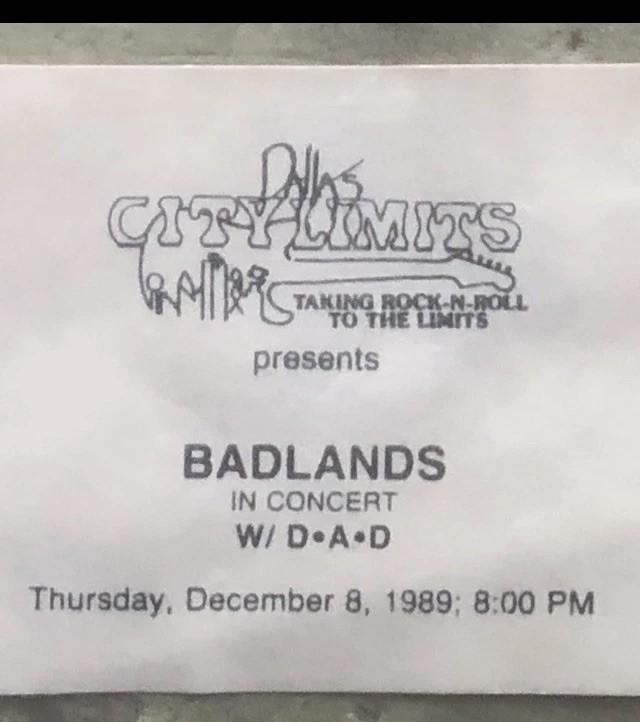 Dallas
CITY LIMITS
TAKING ROCK-N-ROLL
TO THE LIMITS
presents
BADLANDS
IN CONCERT
W/ D•A•D
Thursday, December 8, 1989; 8:00 PM